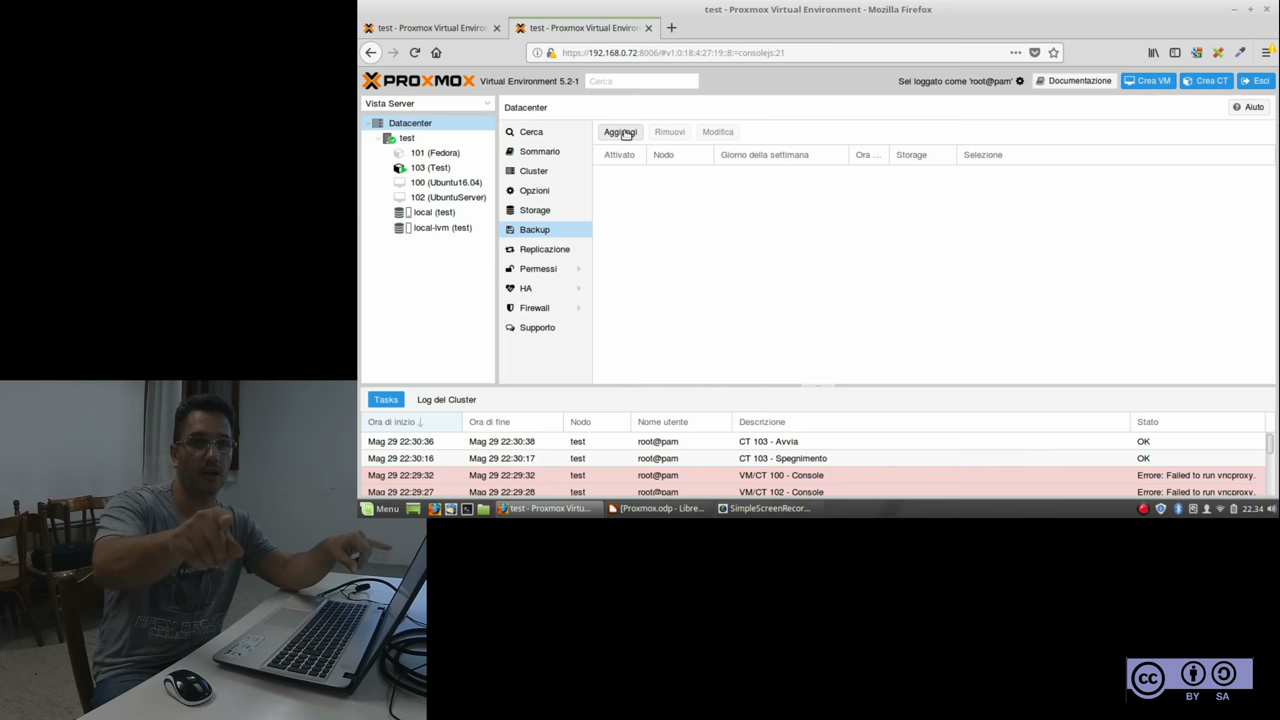 test - Proxmox Virtual Environment - Mozilla Firefox
test - Proxmox Virtual Environ
test - Proxmox Virtual Environ
https://192.168.0.72:8006/#v1:0:18:4:27:19::8:=consolejs:21
PROXMOX Virtual Environment 5.2-1 Cerca Sei loggato come 'root@pam' Documentazione Crea VM Crea CT Esci
Vista Server
Datacenter
test
101 (Fedora)
103 (Test)
100 (Ubuntu16.04)
102 (UbuntuServer)
local (test)
local-lvm (test)
Datacenter Aiuto
Cerca
Sommario
Cluster
Opzioni
Storage
Backup
Replicazione
Permessi
HA
Firewall
Supporto
Aggiungi Rimuovi Modifica
Attivato Nodo Giorno della settimana Ora ... Storage Selezione
Tasks Log del Cluster
Ora di inizio Ora di fine Nodo Nome utente Descrizione Stato
Mag 29 22:30:36 Mag 29 22:30:38 test root@pam CT 103 - Avvia OK
Mag 29 22:30:16 Mag 29 22:30:17 test root@pam CT 103 - Spegnimento OK
Mag 29 22:29:32 Mag 29 22:29:32 test root@pam VM/CT 100 - Console Errore: Failed to run vncproxy.
Mag 29 22:29:27 Mag 29 22:29:28 test root@pam VM/CT 102 - Console Errore: Failed to run vncproxy.
Menu test - Proxmox Virtu... [Proxmox.odp - Libre... SimpleScreenRecor... 22.34
cc
BY SA